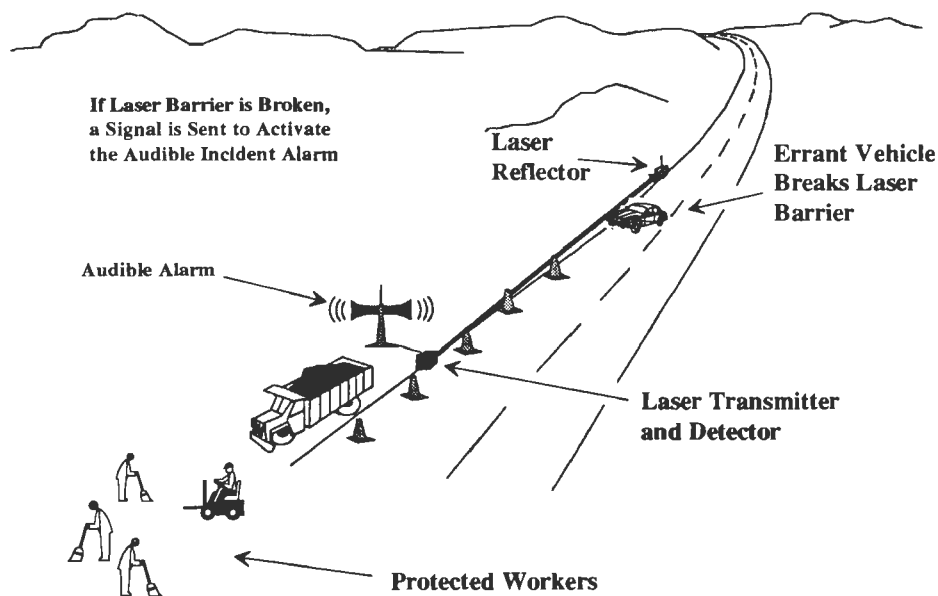 If Laser Barrier is Broken,
a Signal is Sent to Activate
the Audible Incident Alarm
Laser
Reflector
Errant Vehicle
Breaks Laser
Barrier
Audible Alarm
Laser Transmitter
and Detector
Protected Workers